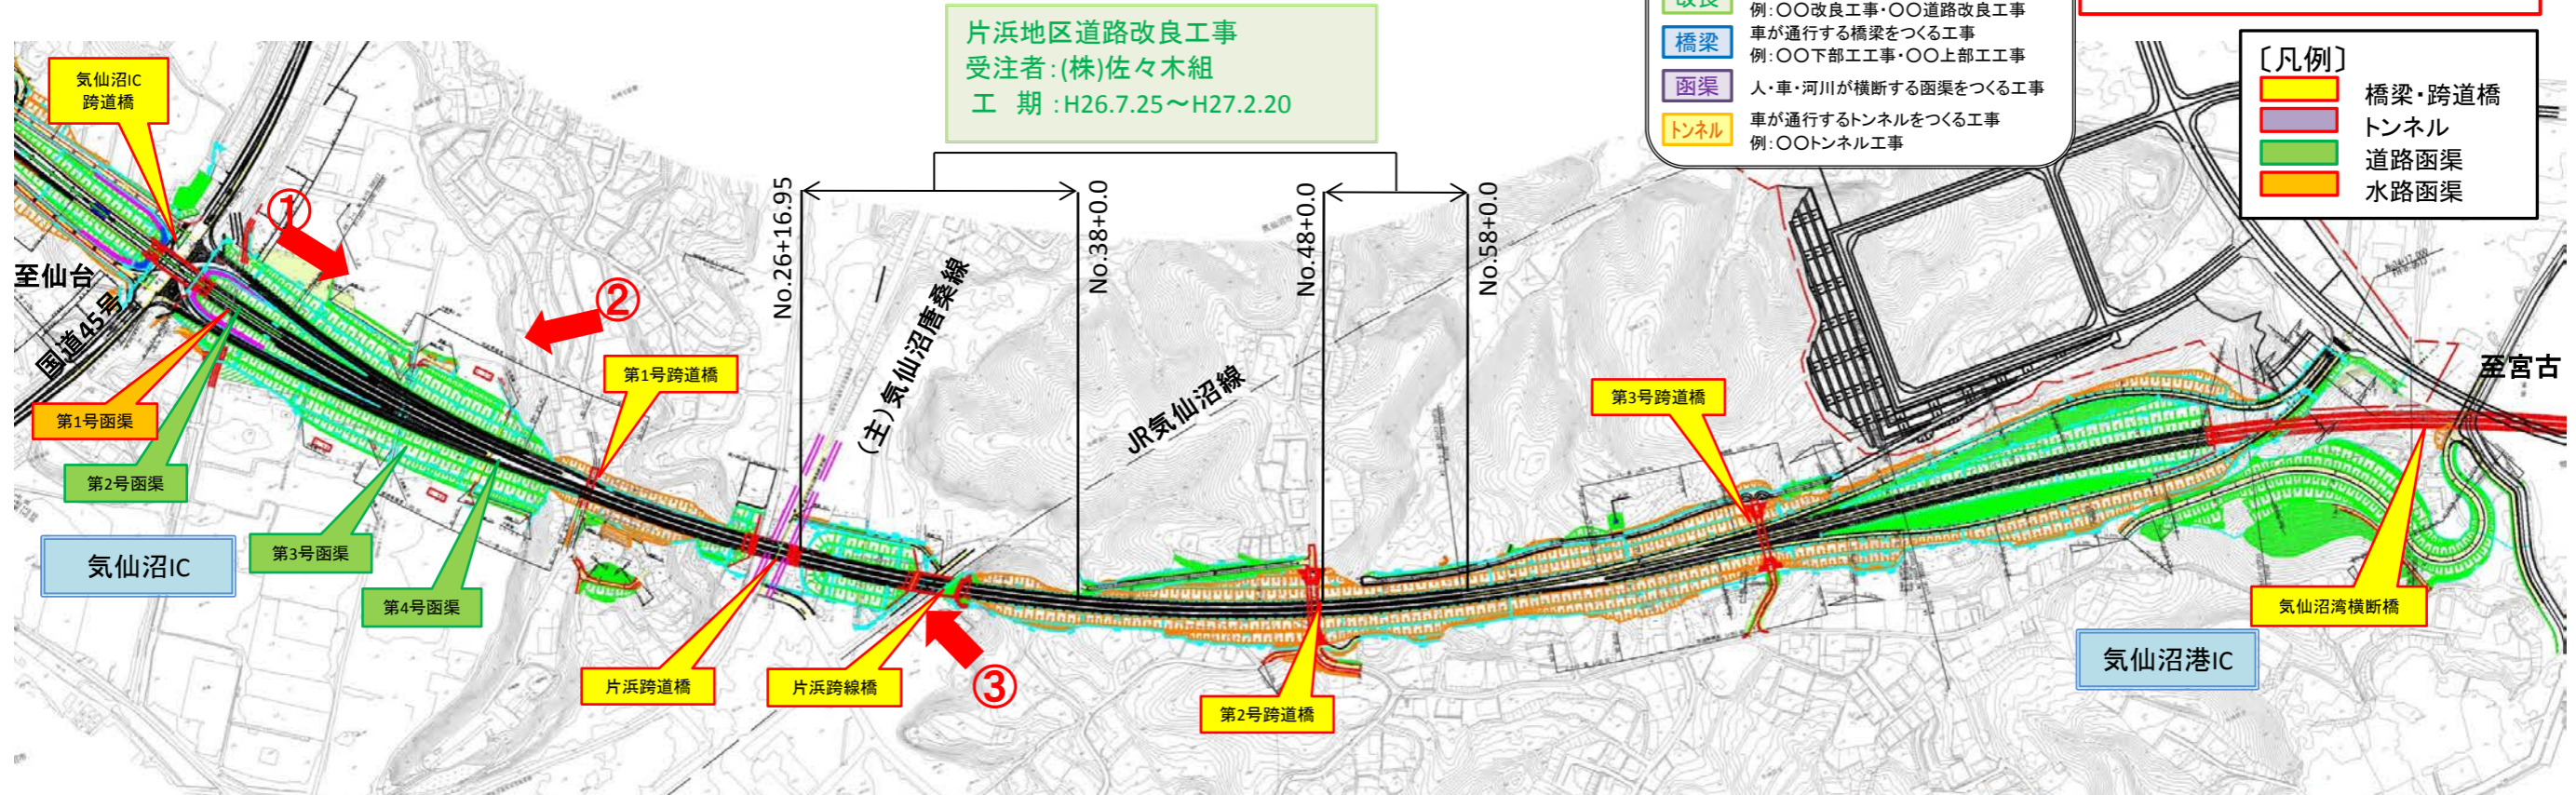 片浜地区道路改良工事
受注者:(株)佐々木組
工 期 :H26.7.25~H27.2.20
改良
例:○○改良工事・○○道路改良工事
橋梁
車が通行する橋梁をつくる工事
例:○○下部工工事・○○上部工工事
函渠
人・車・河川が横断する函渠をつくる工事
トンネル
車が通行するトンネルをつくる工事
例:○○トンネル工事
〔凡例〕
橋梁・跨道橋
トンネル
道路函渠
水路函渠
気仙沼IC
跨道橋
①
②
③
至仙台
国道45号
No.26+16.95
No.38+0.0
No.48+0.0
No.58+0.0
(主)気仙沼唐桑線
JR気仙沼線
第1号跨道橋
第3号跨道橋
至宮古
第1号函渠
第2号函渠
第3号函渠
第4号函渠
気仙沼IC
片浜跨道橋
片浜跨線橋
第2号跨道橋
気仙沼湾横断橋
気仙沼港IC